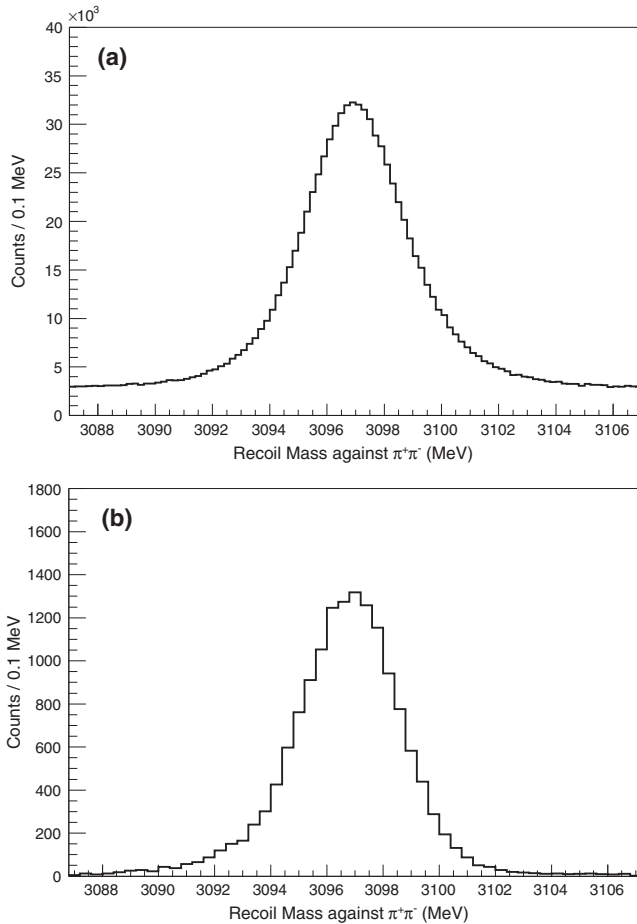 ×10³
(a)
Counts / 0.1 MeV
40
35
30
25
20
15
10
5
0
3088 3090 3092 3094 3096 3098 3100 3102 3104 3106
Recoil Mass against π⁺π⁻ (MeV)
(b)
Counts / 0.1 MeV
1800
1600
1400
1200
1000
800
600
400
200
0
3088 3090 3092 3094 3096 3098 3100 3102 3104 3106
Recoil Mass against π⁺π⁻ (MeV)